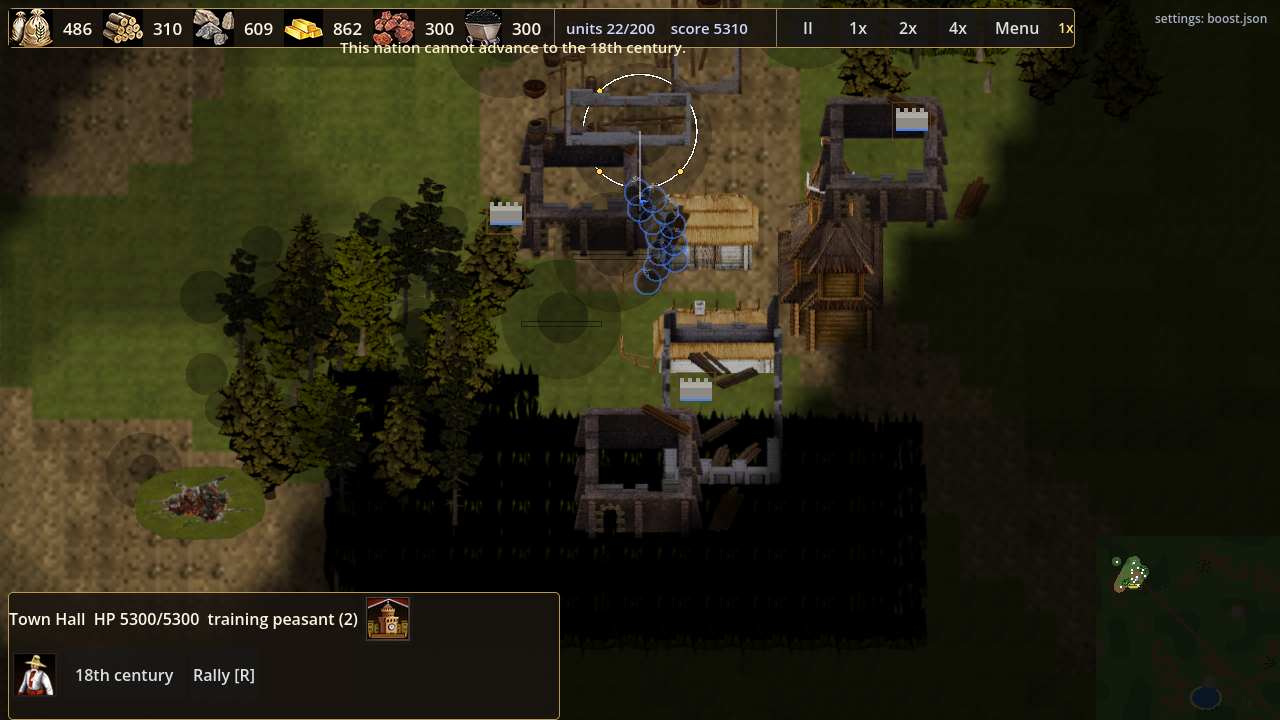 486 310 609 862 300 300 units 22/200 score 5310 II 1x 2x 4x Menu 1x
settings: boost.json
This nation cannot advance to the 18th century.
Town Hall HP 5300/5300 training peasant (2)
18th century Rally [R]